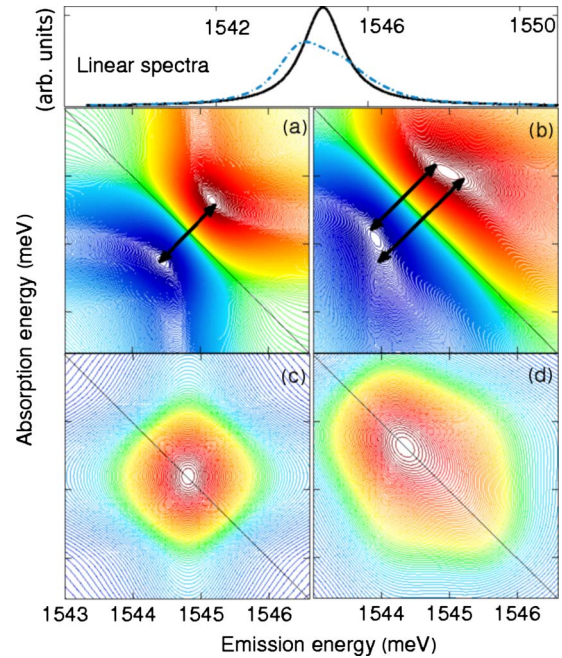 (arb. units)
1542 1546 1550
Linear spectra
(a) (b)
Absorption energy (meV)
(c) (d)
1543 1544 1545 1546 1544 1545 1546
Emission energy (meV)